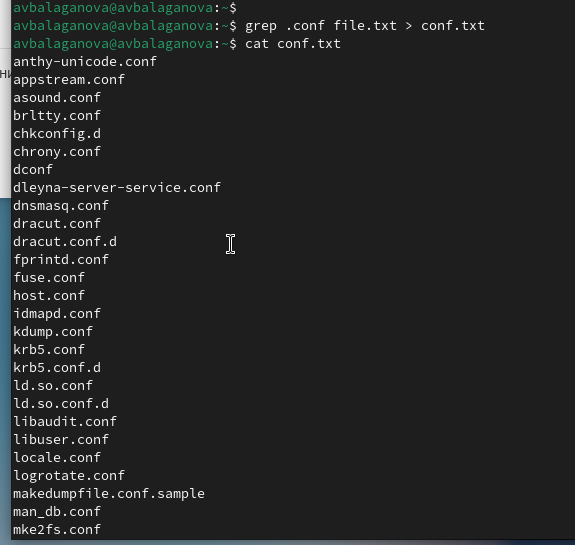 avbalaganova@avbalaganova:~$
avbalaganova@avbalaganova:~$ grep .conf file.txt > conf.txt
avbalaganova@avbalaganova:~$ cat conf.txt
anthy-unicode.conf
appstream.conf
asound.conf
brltty.conf
chkconfig.d
chrony.conf
dconf
dleyna-server-service.conf
dnsmasq.conf
dracut.conf
dracut.conf.d
fprintd.conf
fuse.conf
host.conf
idmapd.conf
kdump.conf
krb5.conf
krb5.conf.d
ld.so.conf
ld.so.conf.d
libaudit.conf
libuser.conf
locale.conf
logrotate.conf
makedumpfile.conf.sample
man_db.conf
mke2fs.conf